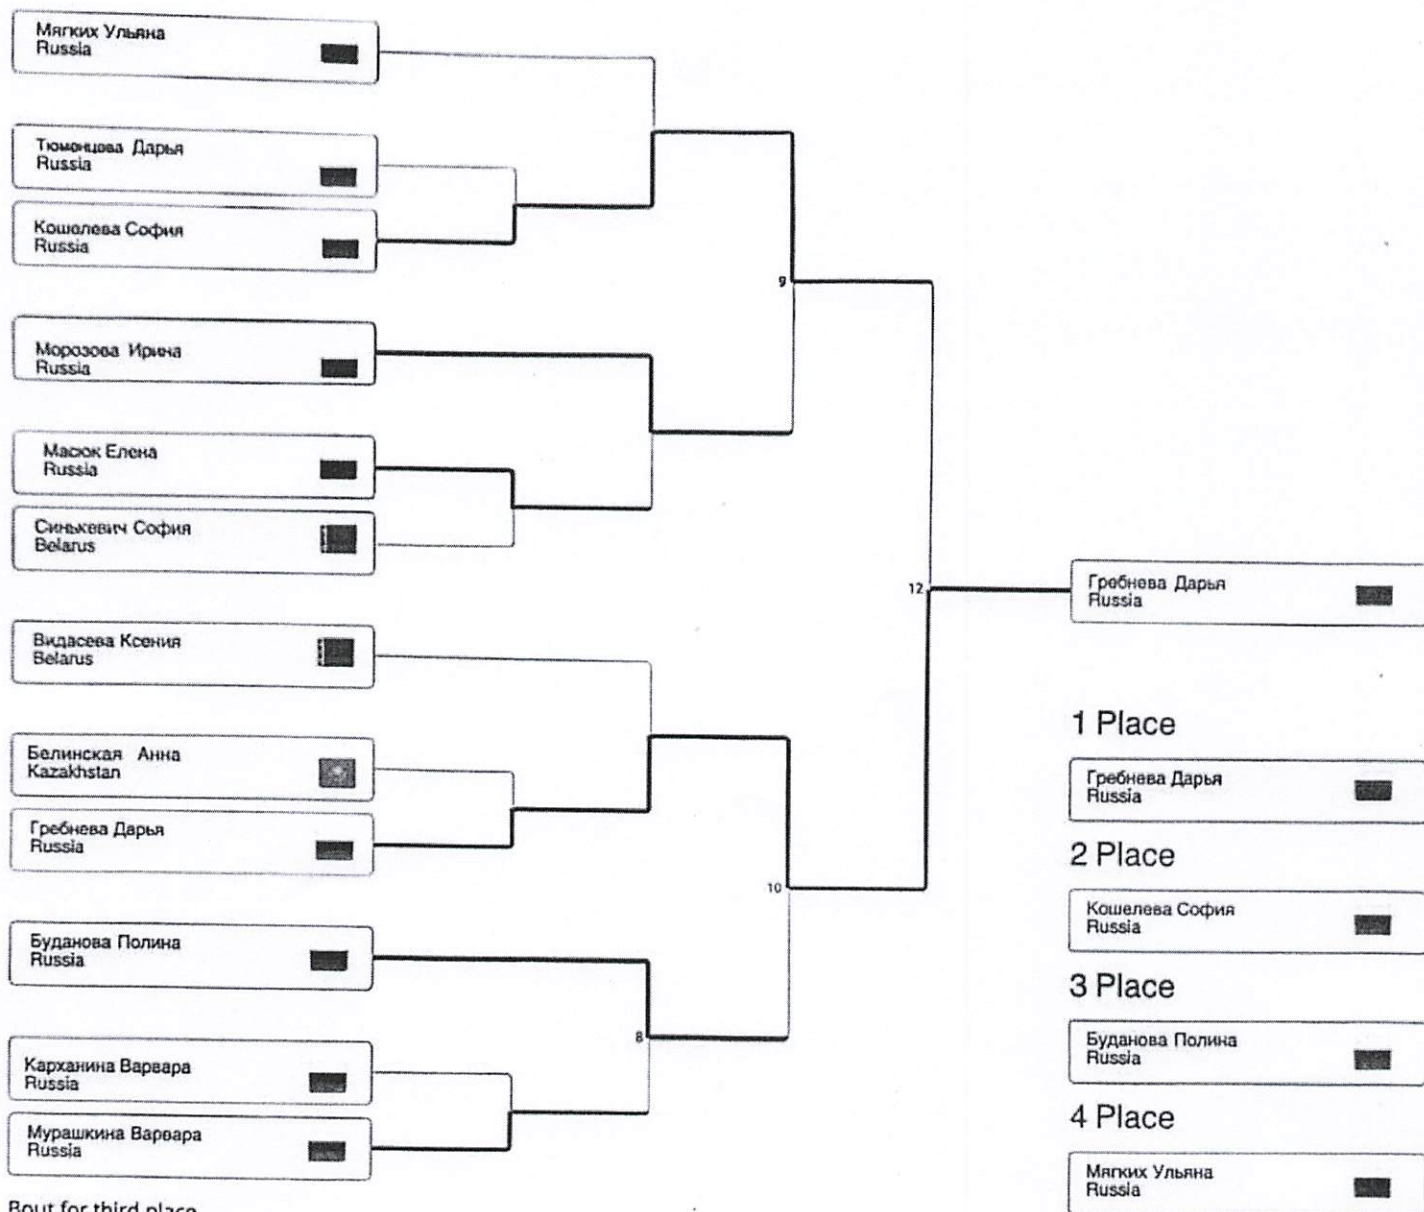 Мягких Ульяна
Russia
Тюменцева Дарья
Russia
Кошелева София
Russia
Морозова Ирина
Russia
Масюк Елена
Russia
Синькевич София
Belarus
Видасева Ксения
Belarus
Белинская Анна
Kazakhstan
Гребнева Дарья
Russia
Буданова Полина
Russia
Карханина Варвара
Russia
Мурашкина Варвара
Russia
Bout for third place
9
10
8
12
Гребнева Дарья
Russia
1 Place
Гребнева Дарья
Russia
2 Place
Кошелева София
Russia
3 Place
Буданова Полина
Russia
4 Place
Мягких Ульяна
Russia